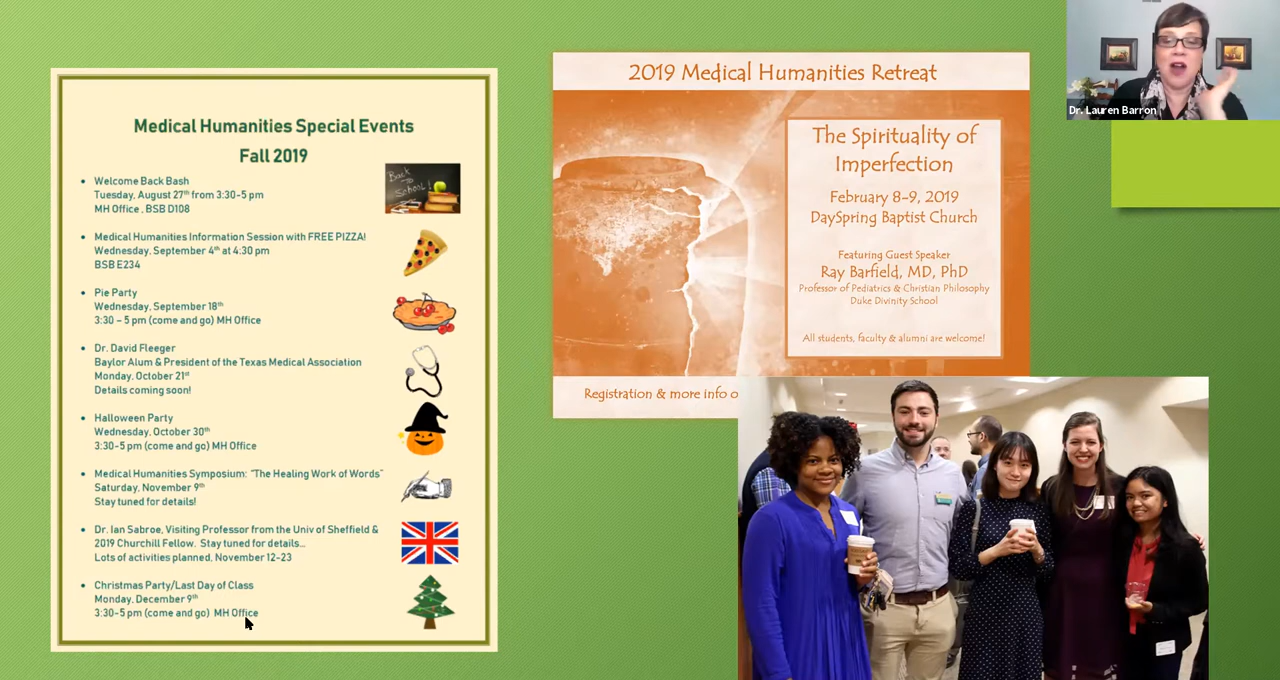 Medical Humanities Special Events
Fall 2019
Welcome Back Bash
Tuesday, August 27th from 3:30-5 pm
MH Office , BSB D108
Back
To
School!
Medical Humanities Information Session with FREE PIZZA!
Wednesday, September 4th at 4:30 pm
BSB E234
Pie Party
Wednesday, September 18th
3:30 – 5 pm (come and go) MH Office
Dr. David Fleeger
Baylor Alum & President of the Texas Medical Association
Monday, October 21st
Details coming soon!
Halloween Party
Wednesday, October 30th
3:30-5 pm (come and go) MH Office
Medical Humanities Symposium: "The Healing Work of Words"
Saturday, November 9th
Stay tuned for details!
Dr. Ian Sabroe, Visiting Professor from the Univ of Sheffield &
2019 Churchill Fellow. Stay tuned for details…
Lots of activities planned, November 12-23
Christmas Party/Last Day of Class
Monday, December 9th
3:30-5 pm (come and go) MH Office
2019 Medical Humanities Retreat
The Spirituality of
Imperfection
February 8-9, 2019
DaySpring Baptist Church
Featuring Guest Speaker
Ray Barfield, MD, PhD
Professor of Pediatrics & Christian Philosophy
Duke Divinity School
All students, faculty & alumni are welcome!
Registration & more info o
Dr. Lauren Barron